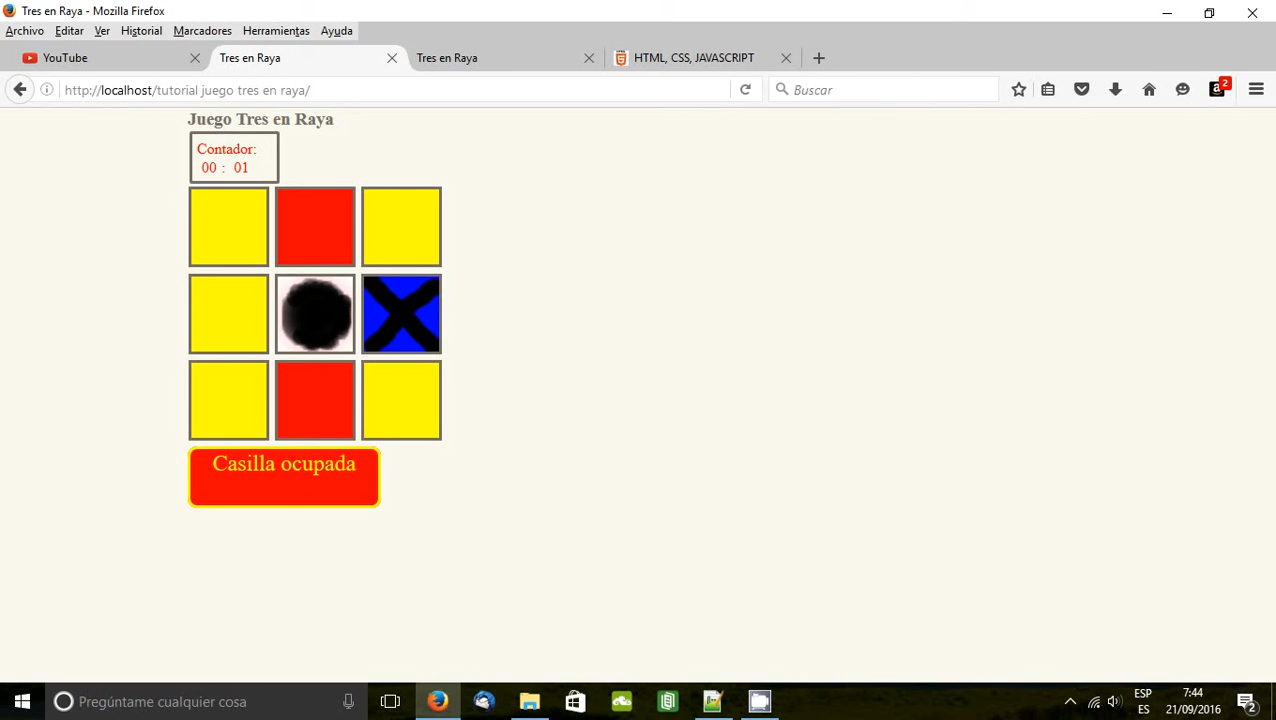 Tres en Raya - Mozilla Firefox
Archivo Editar Ver Historial Marcadores Herramientas Ayuda
YouTube Tres en Raya Tres en Raya HTML, CSS, JAVASCRIPT
http://localhost/tutorial juego tres en raya/ Buscar a 2
Juego Tres en Raya
Contador:
00 : 01
Casilla ocupada
Pregúntame cualquier cosa
ESP
ES
7:44
21/09/2016
2